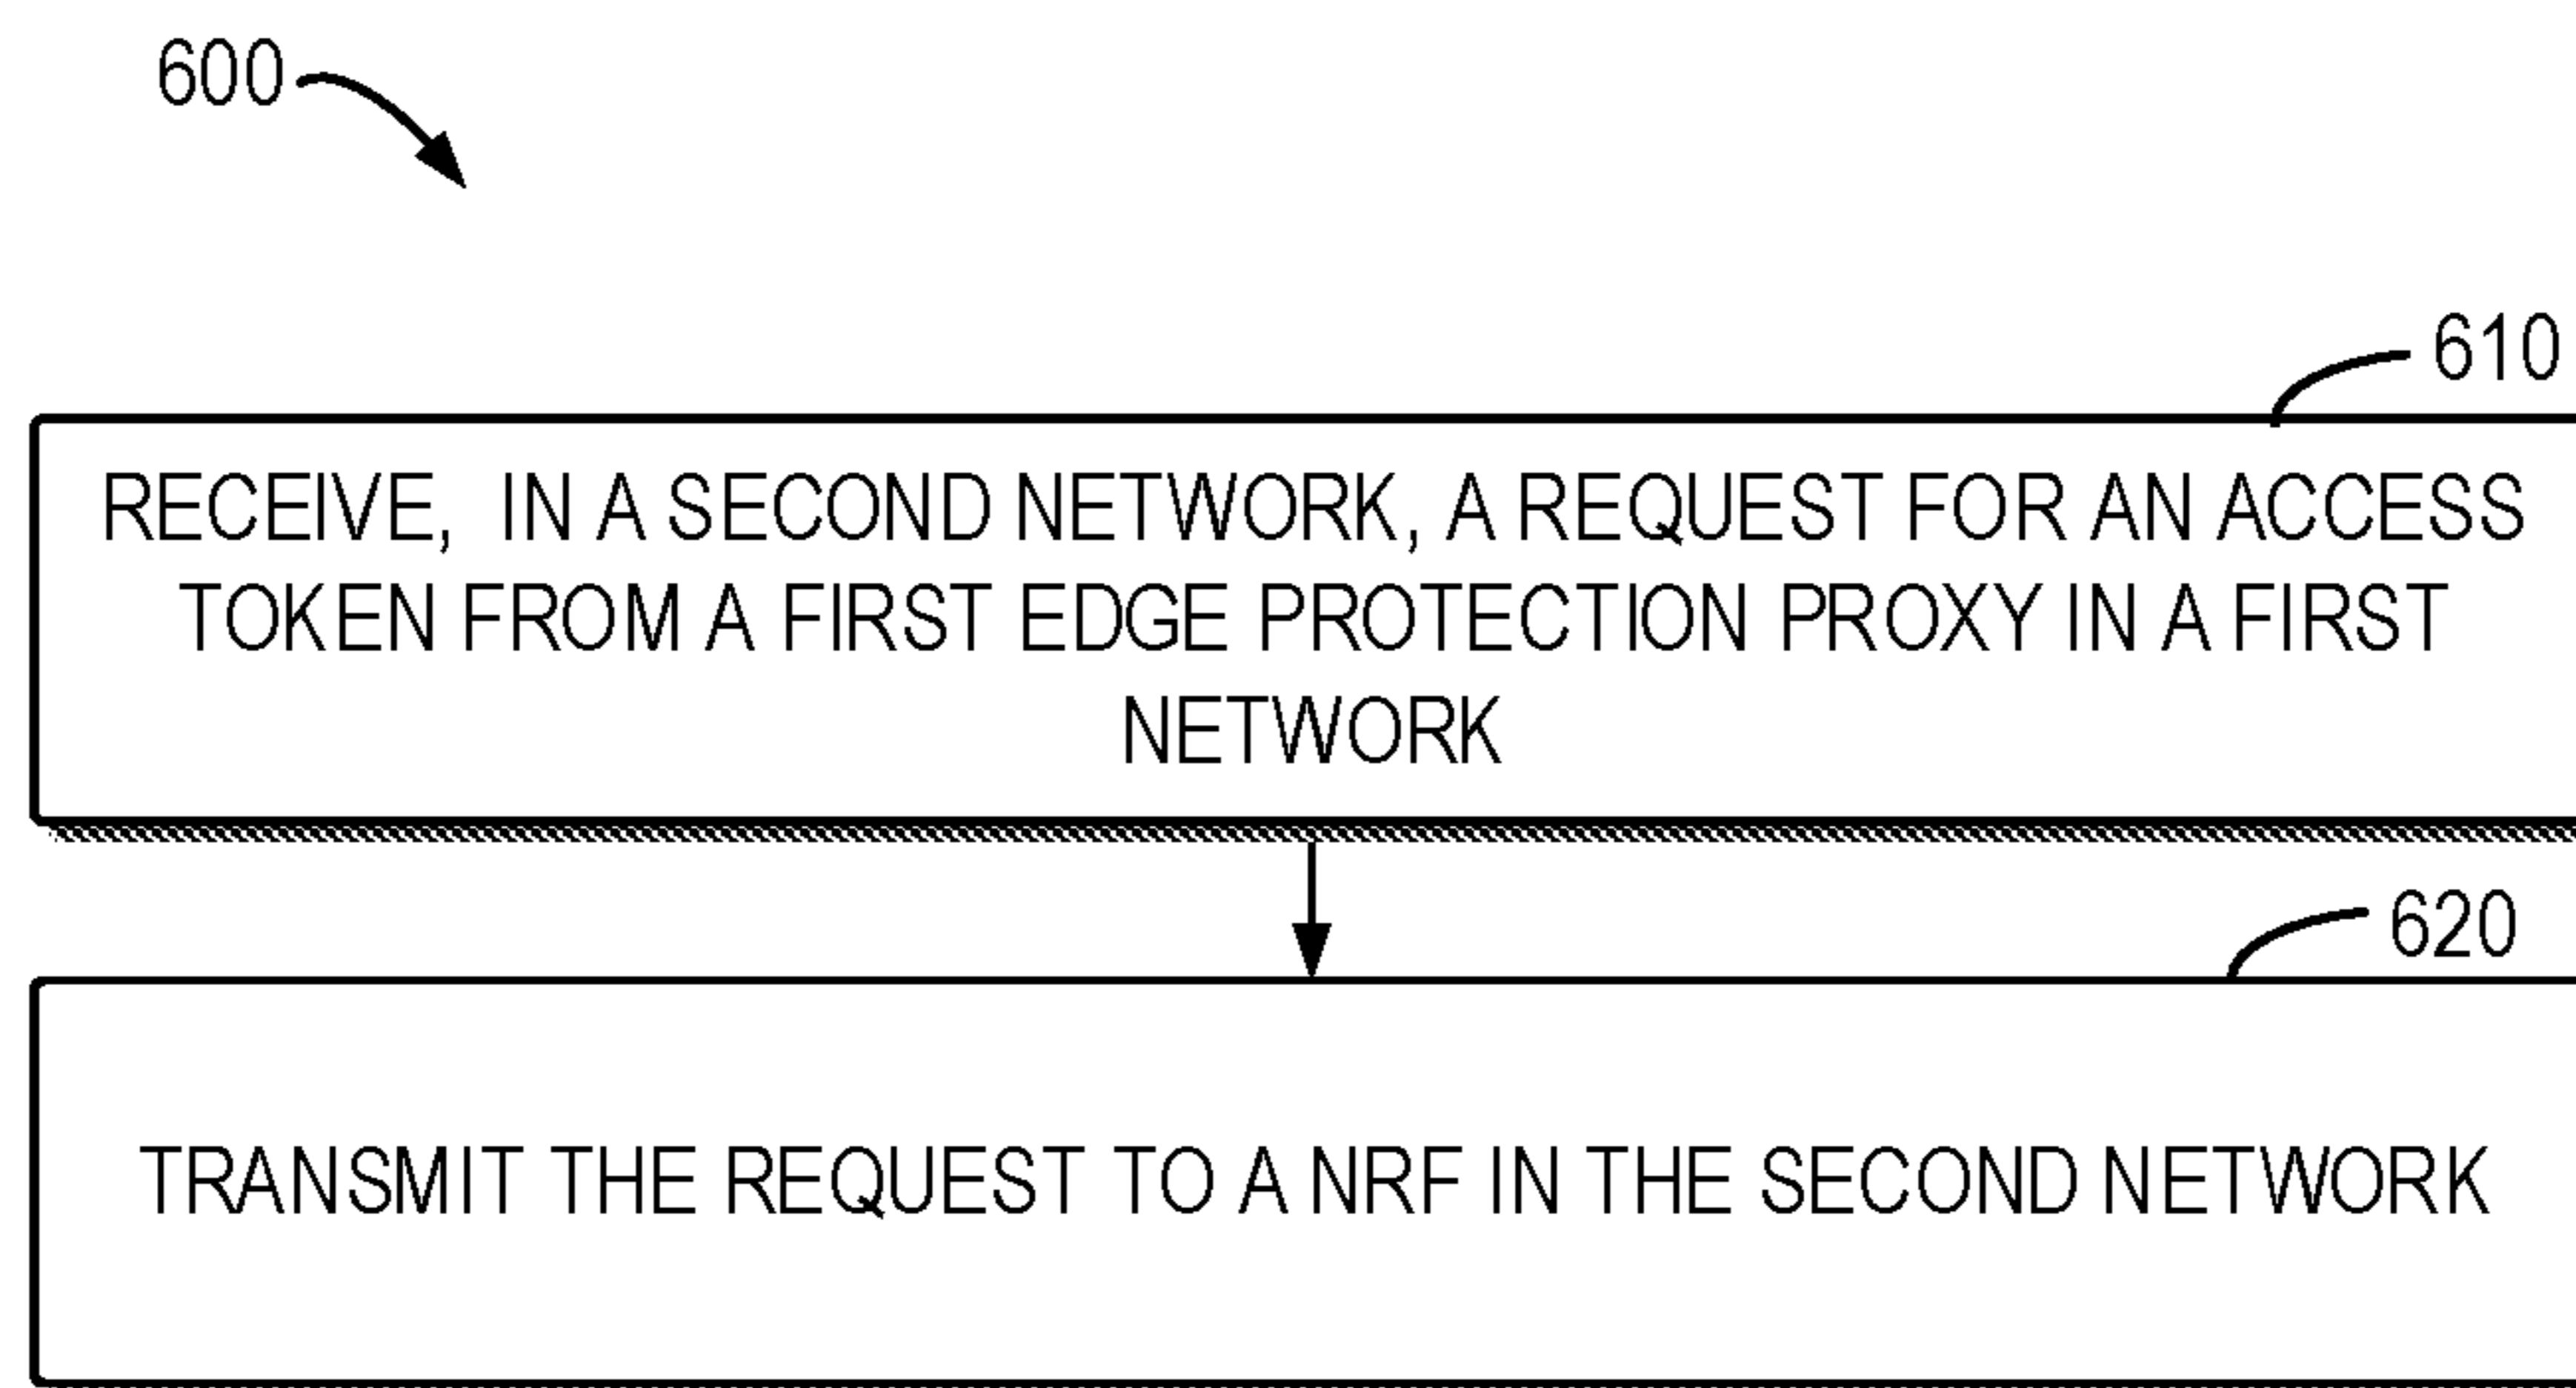 600
610
RECEIVE, IN A SECOND NETWORK, A REQUEST FOR AN ACCESS
TOKEN FROM A FIRST EDGE PROTECTION PROXY IN A FIRST
NETWORK
620
TRANSMIT THE REQUEST TO A NRF IN THE SECOND NETWORK